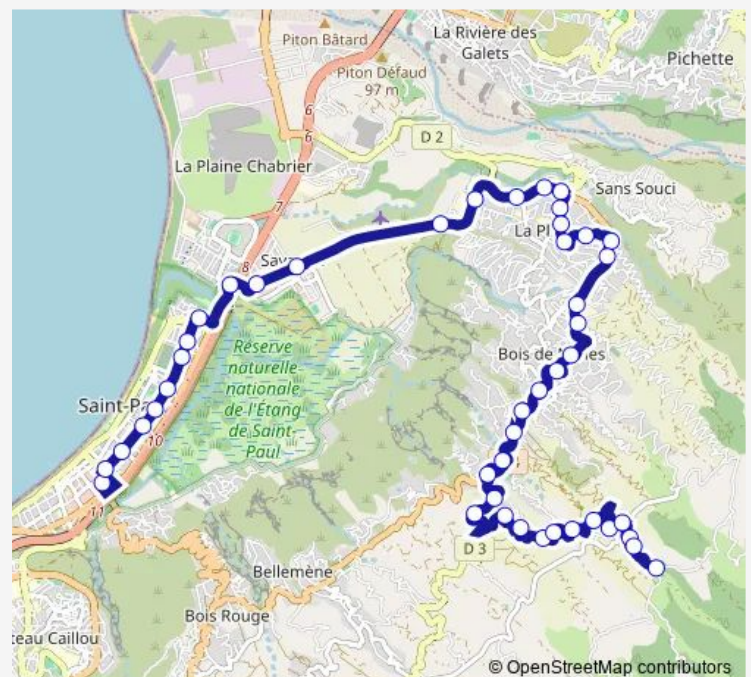 La Rivière des
Galets
Piton Bâtard
Pichette
Piton Défaud
97 m
6
6
D 2
La Plaine Chabrier
Sans Souci
7
La Pl
8
Sava
Réserve
naturelle
nationale
de l'Étang
de Saint-
Paul
Bois de
es
Saint-P
10
11
D 3
Bellemène
Bois Rouge
teau Caillou
© OpenStreetMap contributors